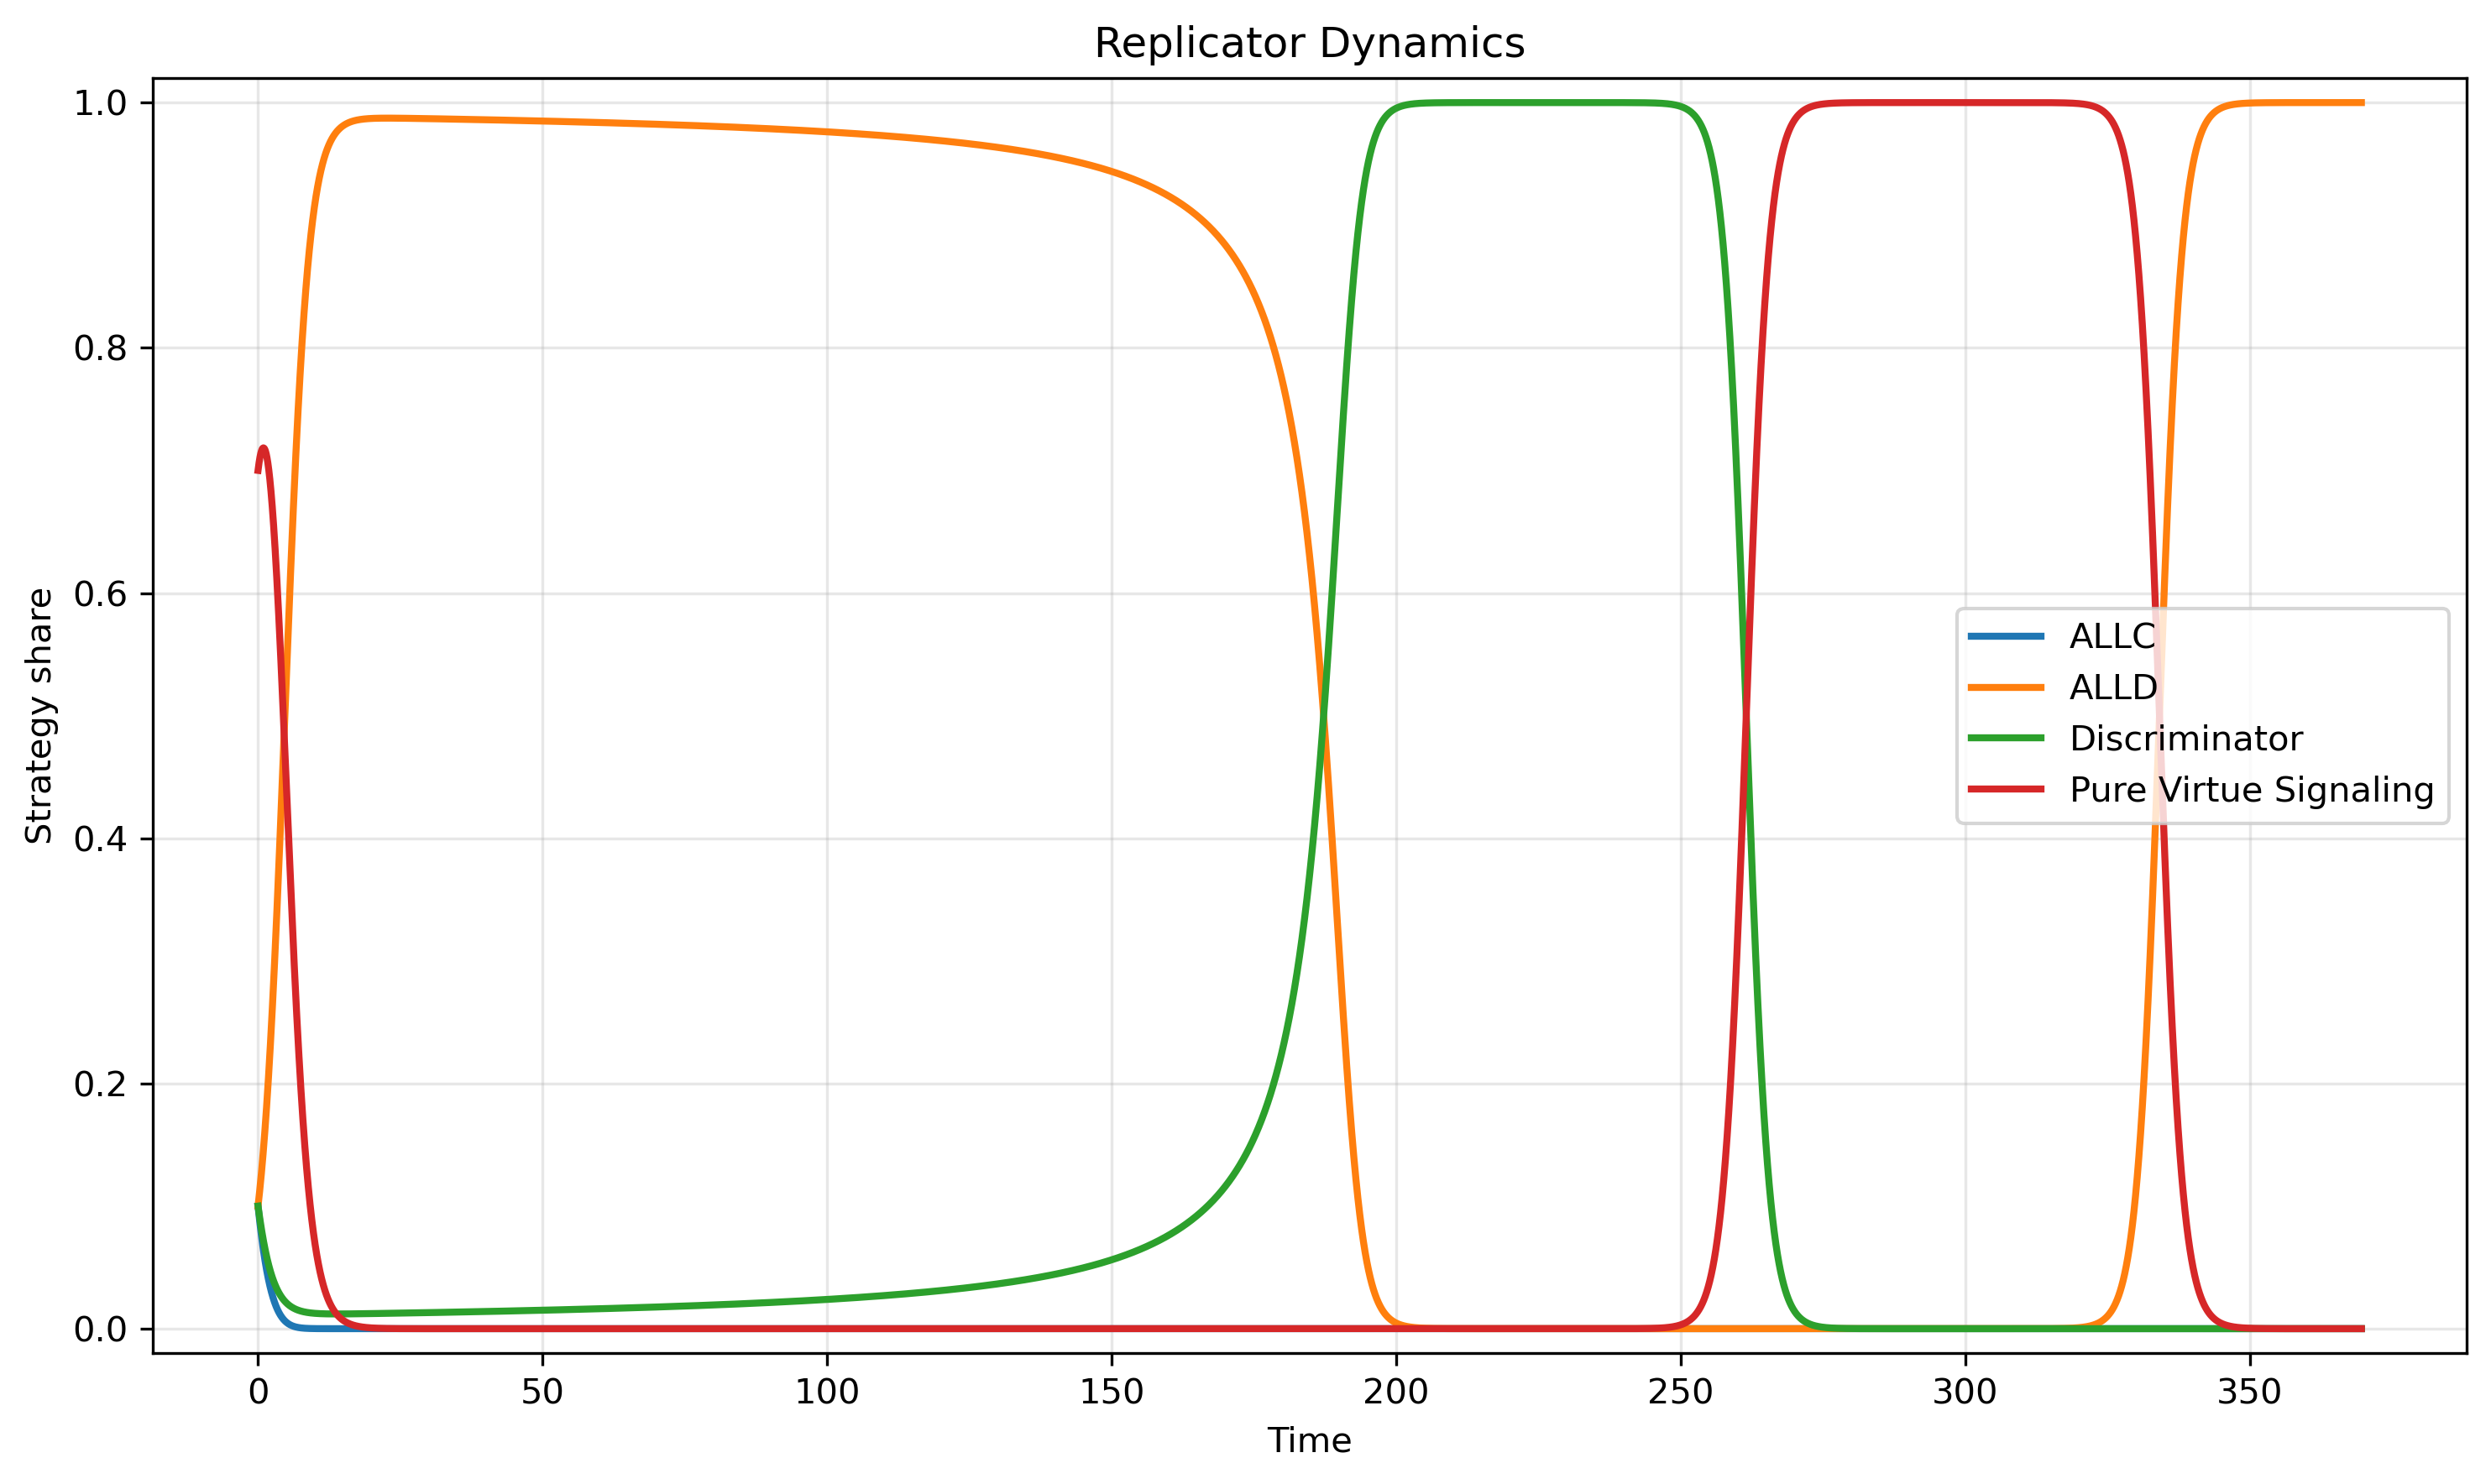 Replicator Dynamics
Strategy share
1.0
0.8
0.6
0.4
0.2
0.0
ALLC
ALLD
Discriminator
Pure Virtue Signaling
0 50 100 150 200 250 300 350
Time